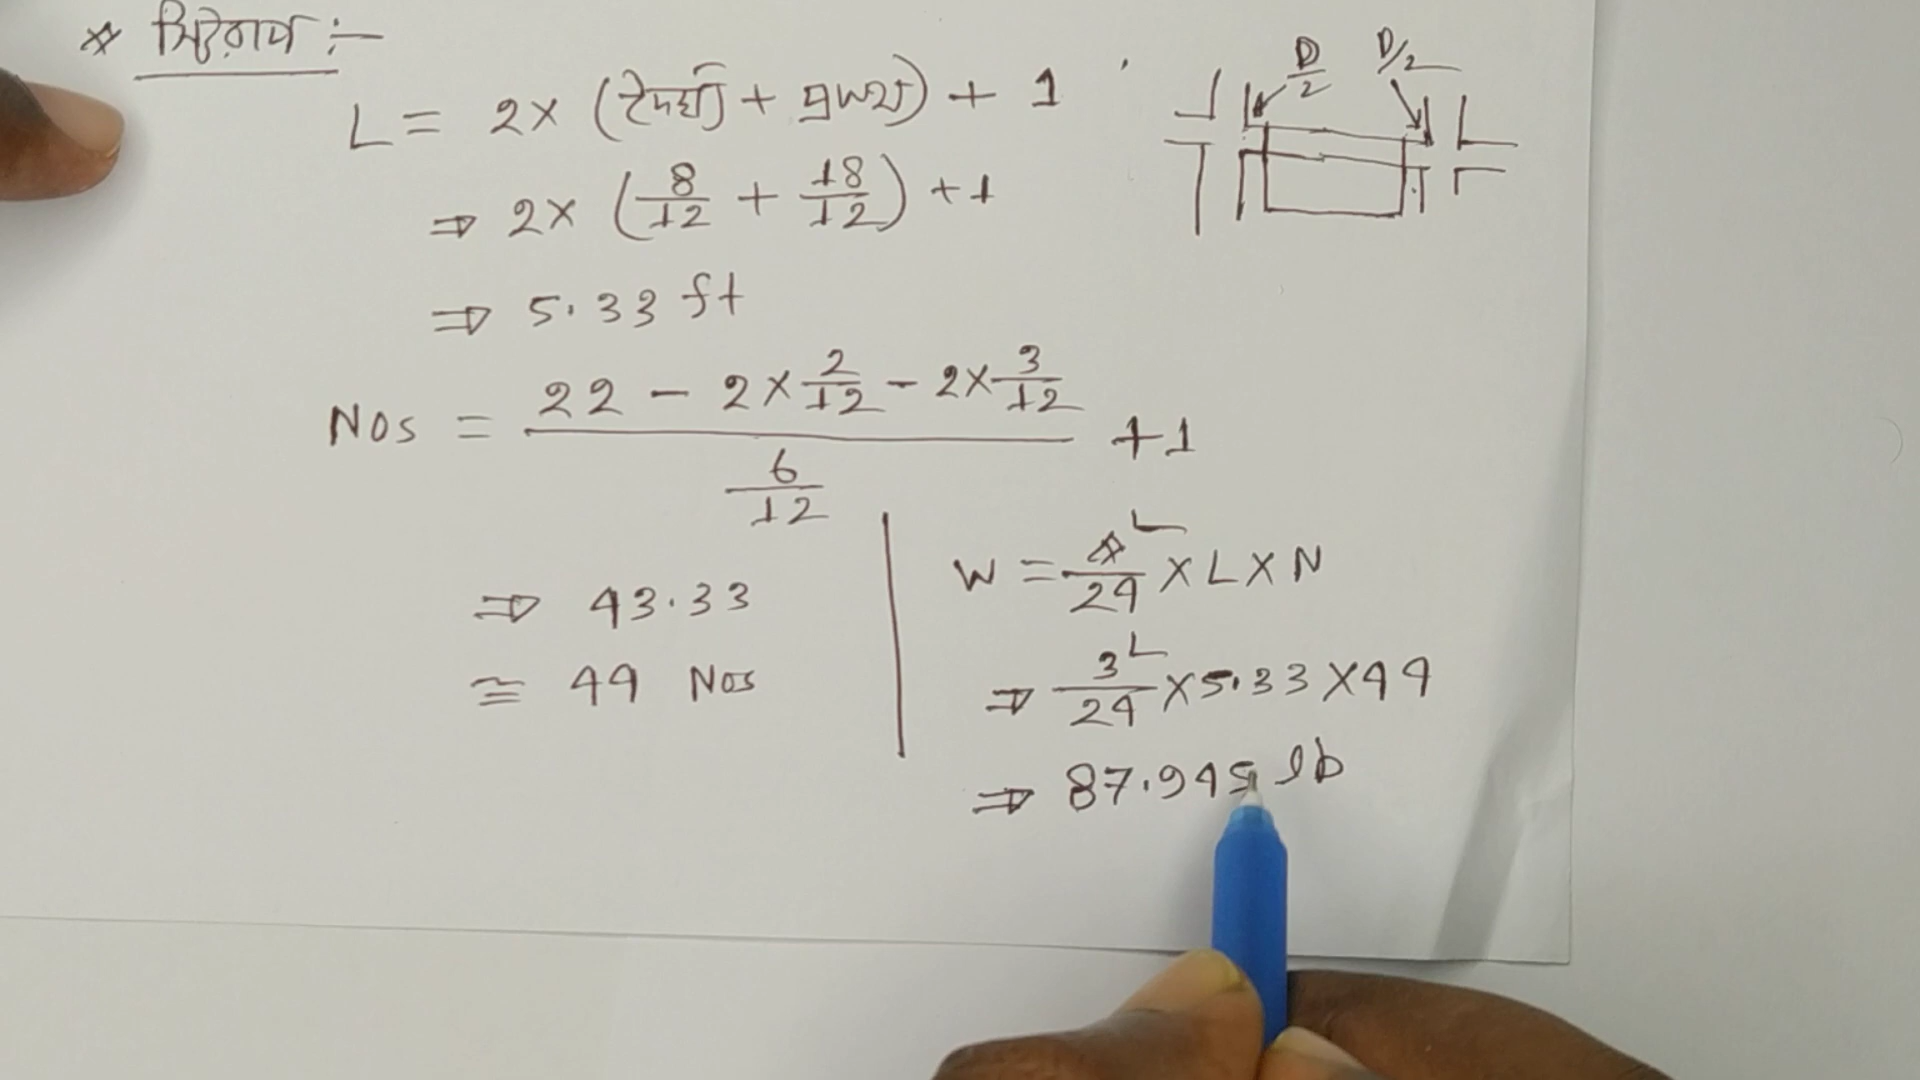 * স্টিরাপ :-
L = 2× (দৈর্ঘ্য + প্রস্থ) + 1
⇒ 2× (8/12 + 18/12) + 1
⇒ 5.33 ft
Nos = (22 - 2×2/12 - 2×3/12) / (6/12) + 1
⇒ 43.33
≅ 44 Nos
D/2 D/2
W = d²/24 × L × N
⇒ 3²/24 × 5.33 × 44
⇒ 87.945 lb